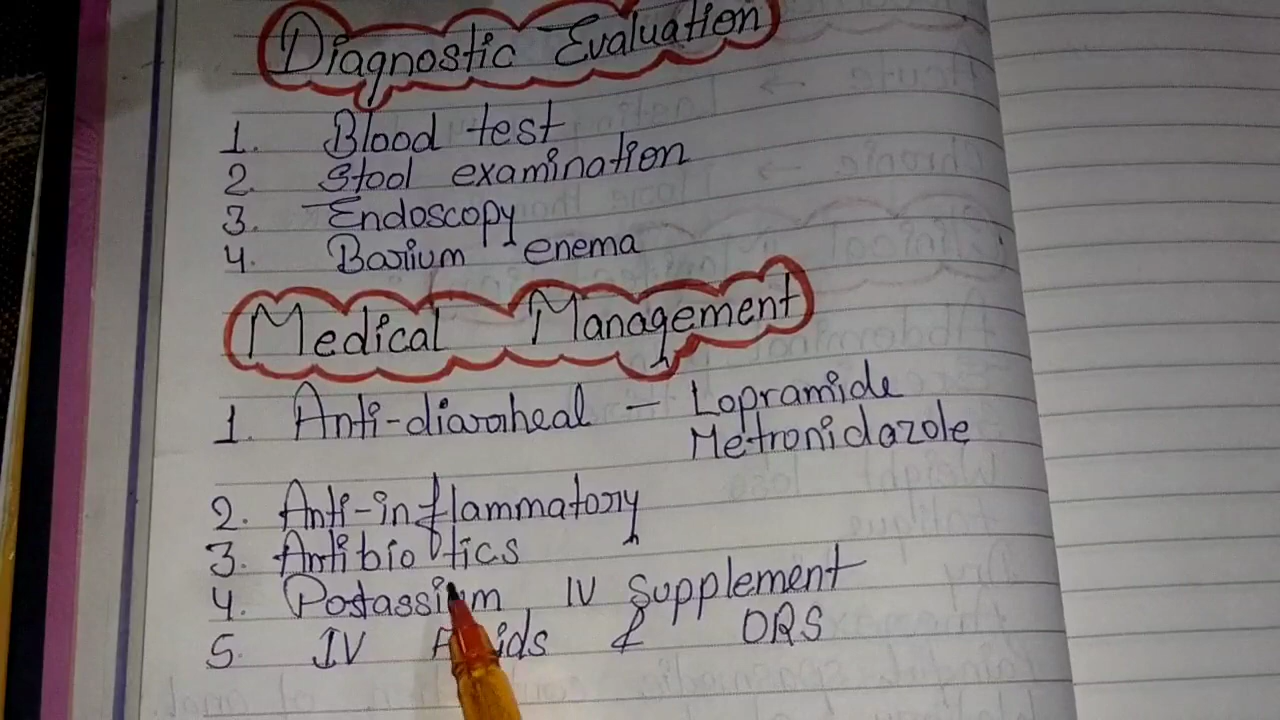 Diagnostic Evaluation
1. Blood test
2. Stool examination
3. Endoscopy
4. Barium enema
Medical Management
1. Anti-diarrheal - Lopramide
Metronidazole
2. Anti-inflammatory
3. Antibiotics
4. Postassium IV Supplement
5. IV & ORS